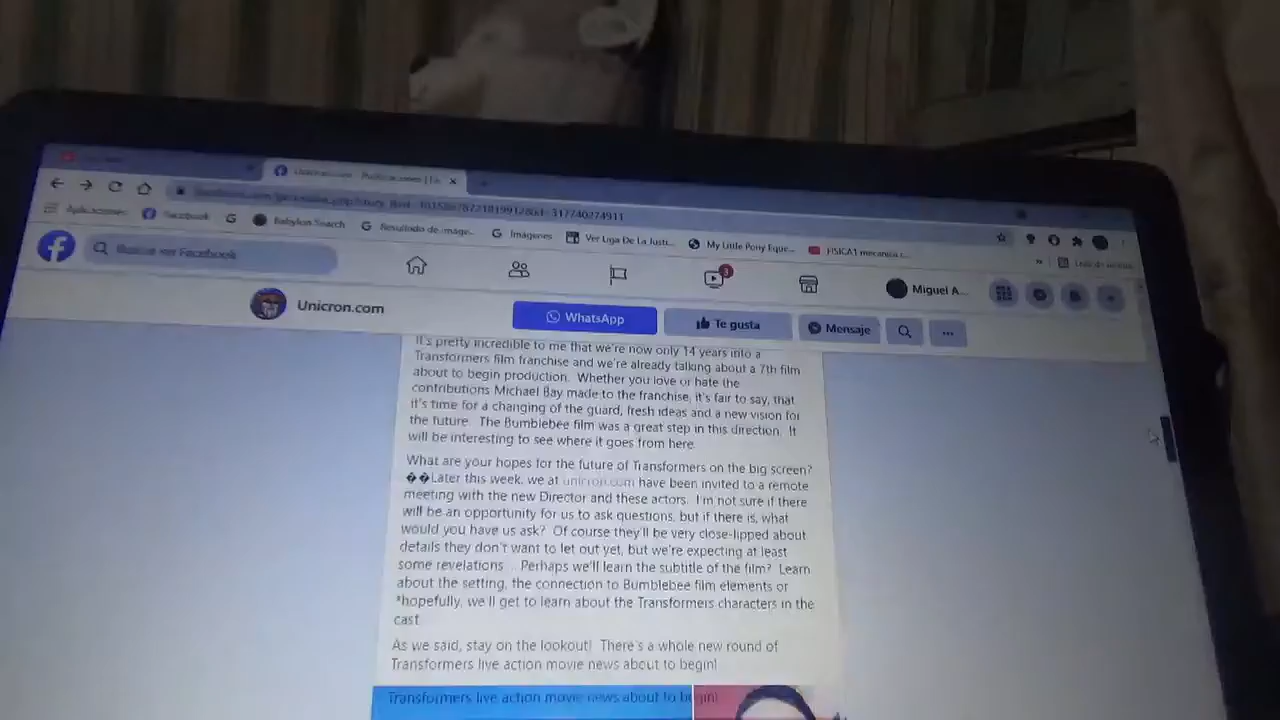 Unicron.com - Publicaciones | Fa
Aplicaciones
Facebook
Babylon Search
Resultado de image...
Imágenes
Ver Liga De La Justi...
My Little Pony Eque...
FISICA1 mecanica i...
»
Buscar en Facebook
3
Miguel A...
Unicron.com
WhatsApp
Te gusta
Mensaje
...
It's pretty incredible to me that we're now only 14 years into a
Transformers film franchise and we're already talking about a 7th film
about to begin production. Whether you love or hate the
contributions Michael Bay made to the franchise, it's fair to say, that
it's time for a changing of the guard, fresh ideas and a new vision for
the future. The Bumblebee film was a great step in this direction. It
will be interesting to see where it goes from here.
What are your hopes for the future of Transformers on the big screen?
��Later this week, we at unicron.com have been invited to a remote
meeting with the new Director and these actors. I'm not sure if there
will be an opportunity for us to ask questions, but if there is, what
would you have us ask? Of course they'll be very close-lipped about
details they don't want to let out yet, but we're expecting at least
some revelations... Perhaps we'll learn the subtitle of the film? Learn
about the setting, the connection to Bumblebee film elements or
*hopefully, we'll get to learn about the Transformers characters in the
cast.
As we said, stay on the lookout! There's a whole new round of
Transformers live action movie news about to begin!
Transformers live action movie news about to begin!